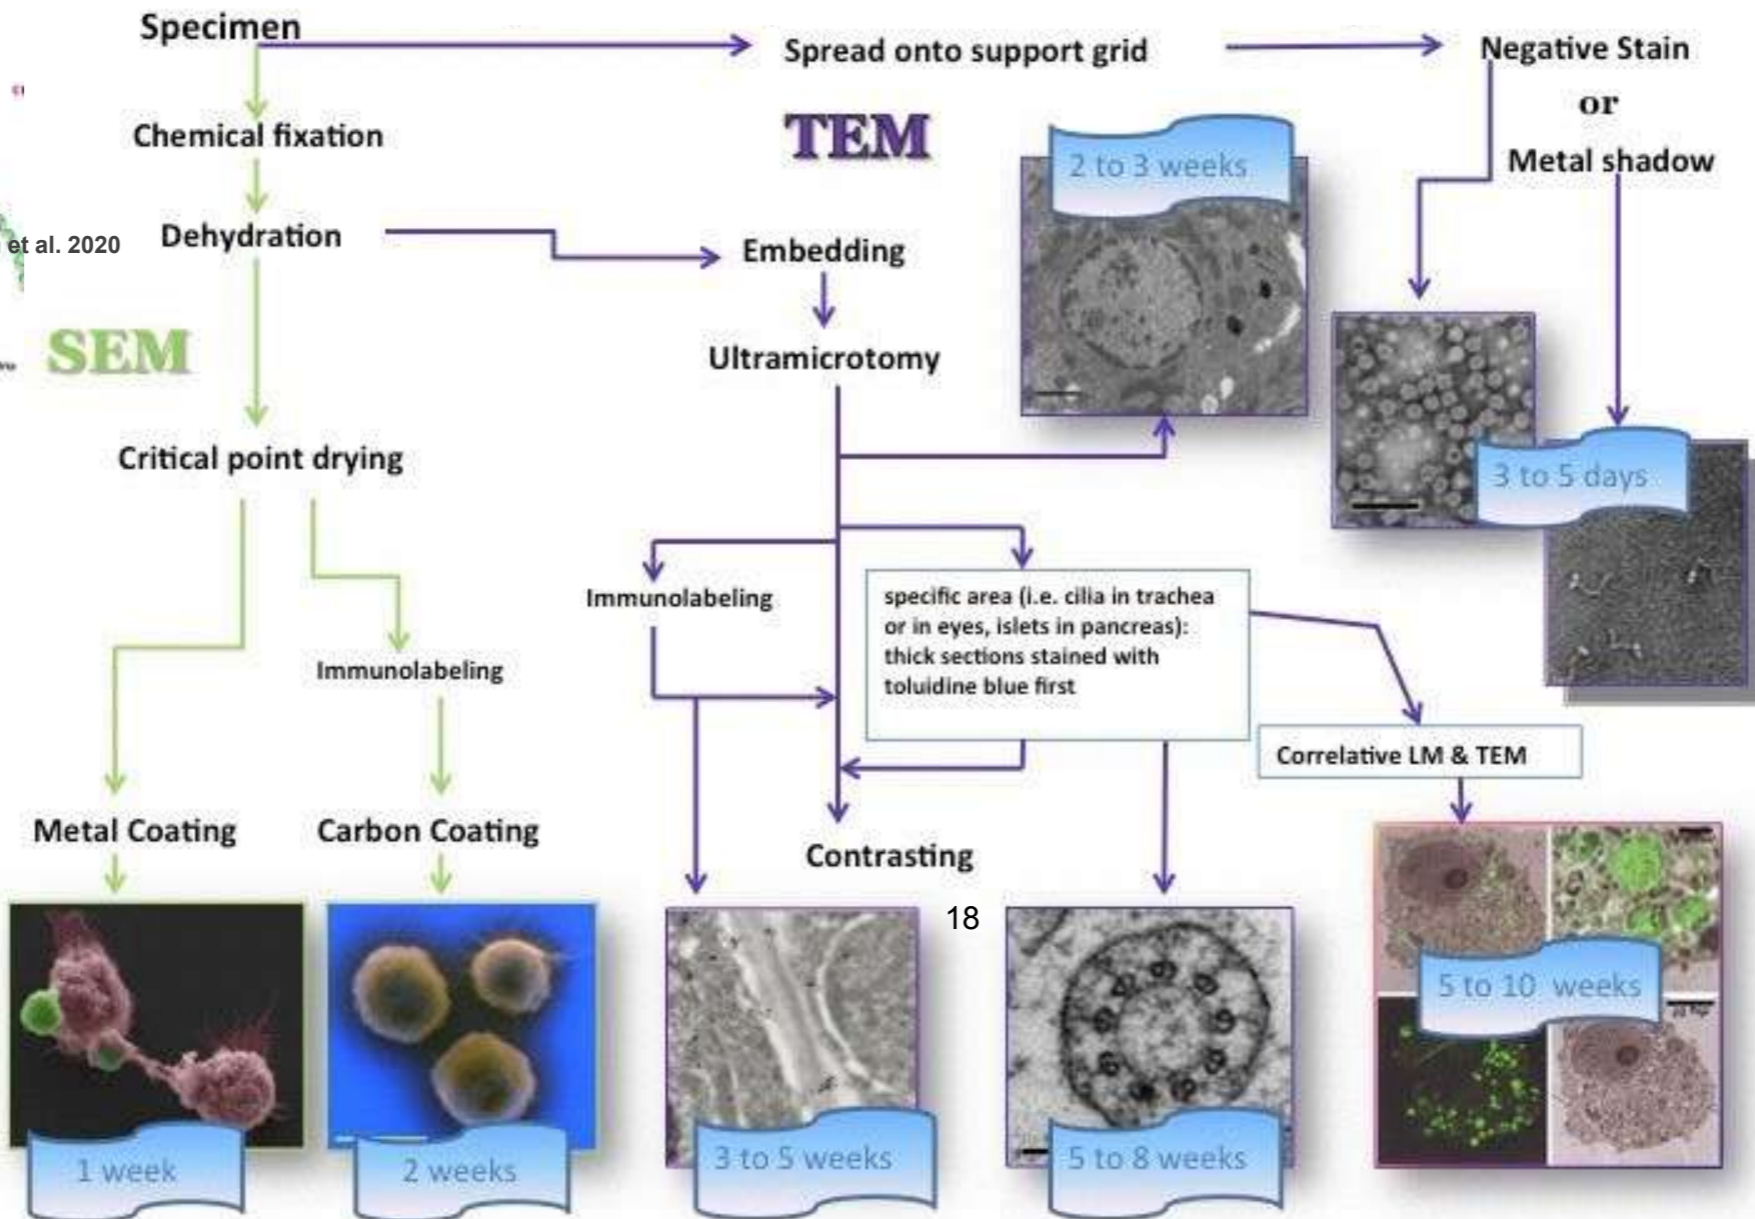 Specimen
Spread onto support grid
Negative Stain
or
Metal shadow
TEM
2 to 3 weeks
Chemical fixation
et al. 2020
Dehydration
Embedding
SEM
Ultramicrotomy
Critical point drying
3 to 5 days
Immunolabeling
specific area (i.e. cilia in trachea
or in eyes, islets in pancreas):
thick sections stained with
toluidine blue first
Immunolabeling
Correlative LM & TEM
Metal Coating
Carbon Coating
Contrasting
18
5 to 10 weeks
1 week
2 weeks
3 to 5 weeks
5 to 8 weeks